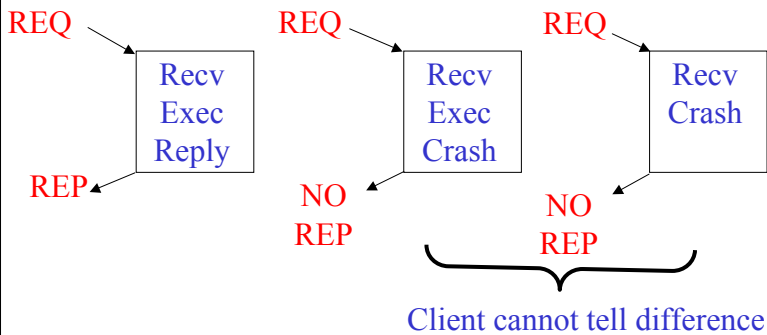 REQ
Recv
Exec
Reply
REP
REQ
Recv
Exec
Crash
NO
REP
REQ
Recv
Crash
NO
REP
Client cannot tell difference